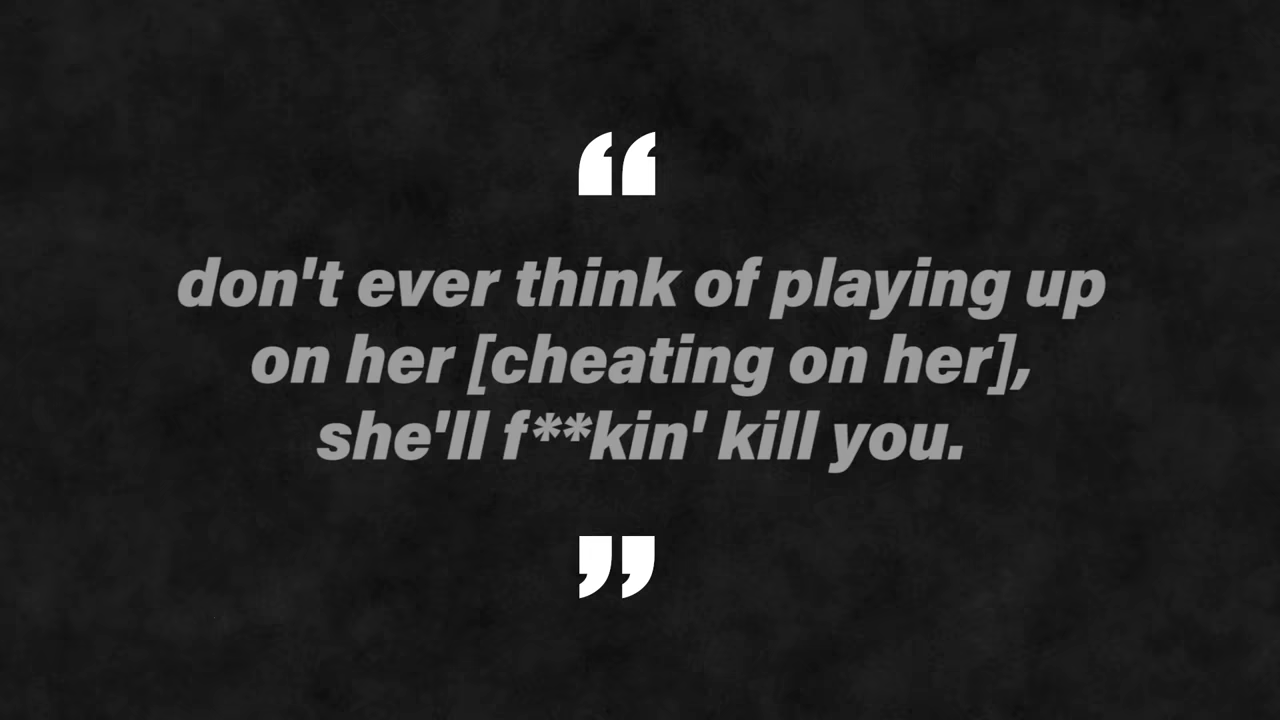 “
don't ever think of playing up
on her [cheating on her],
she'll f**kin' kill you.
”